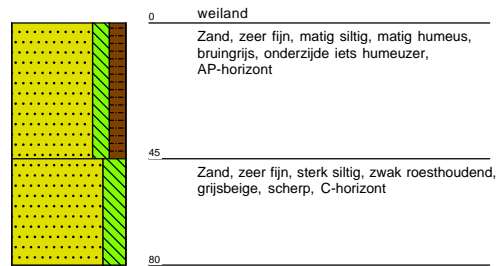 0 weiland
Zand, zeer fijn, matig siltig, matig humeus,
bruingrijs, onderzijde iets humeuzer,
AP-horizont
45
Zand, zeer fijn, sterk siltig, zwak roesthoudend,
grijsbeige, scherp, C-horizont
80